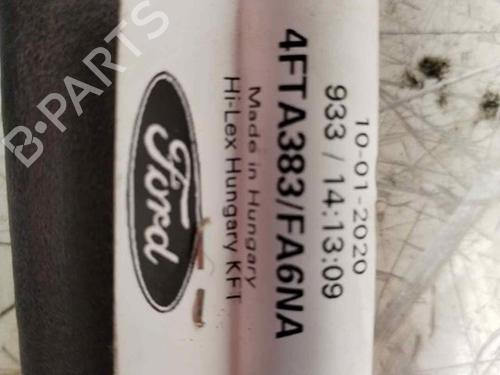 B-PARTS
Ford
10-01-2020
933 / 14:13:09
4FTA383/FA6NA
Made in Hungary
Hi-Lex Hungary KFT